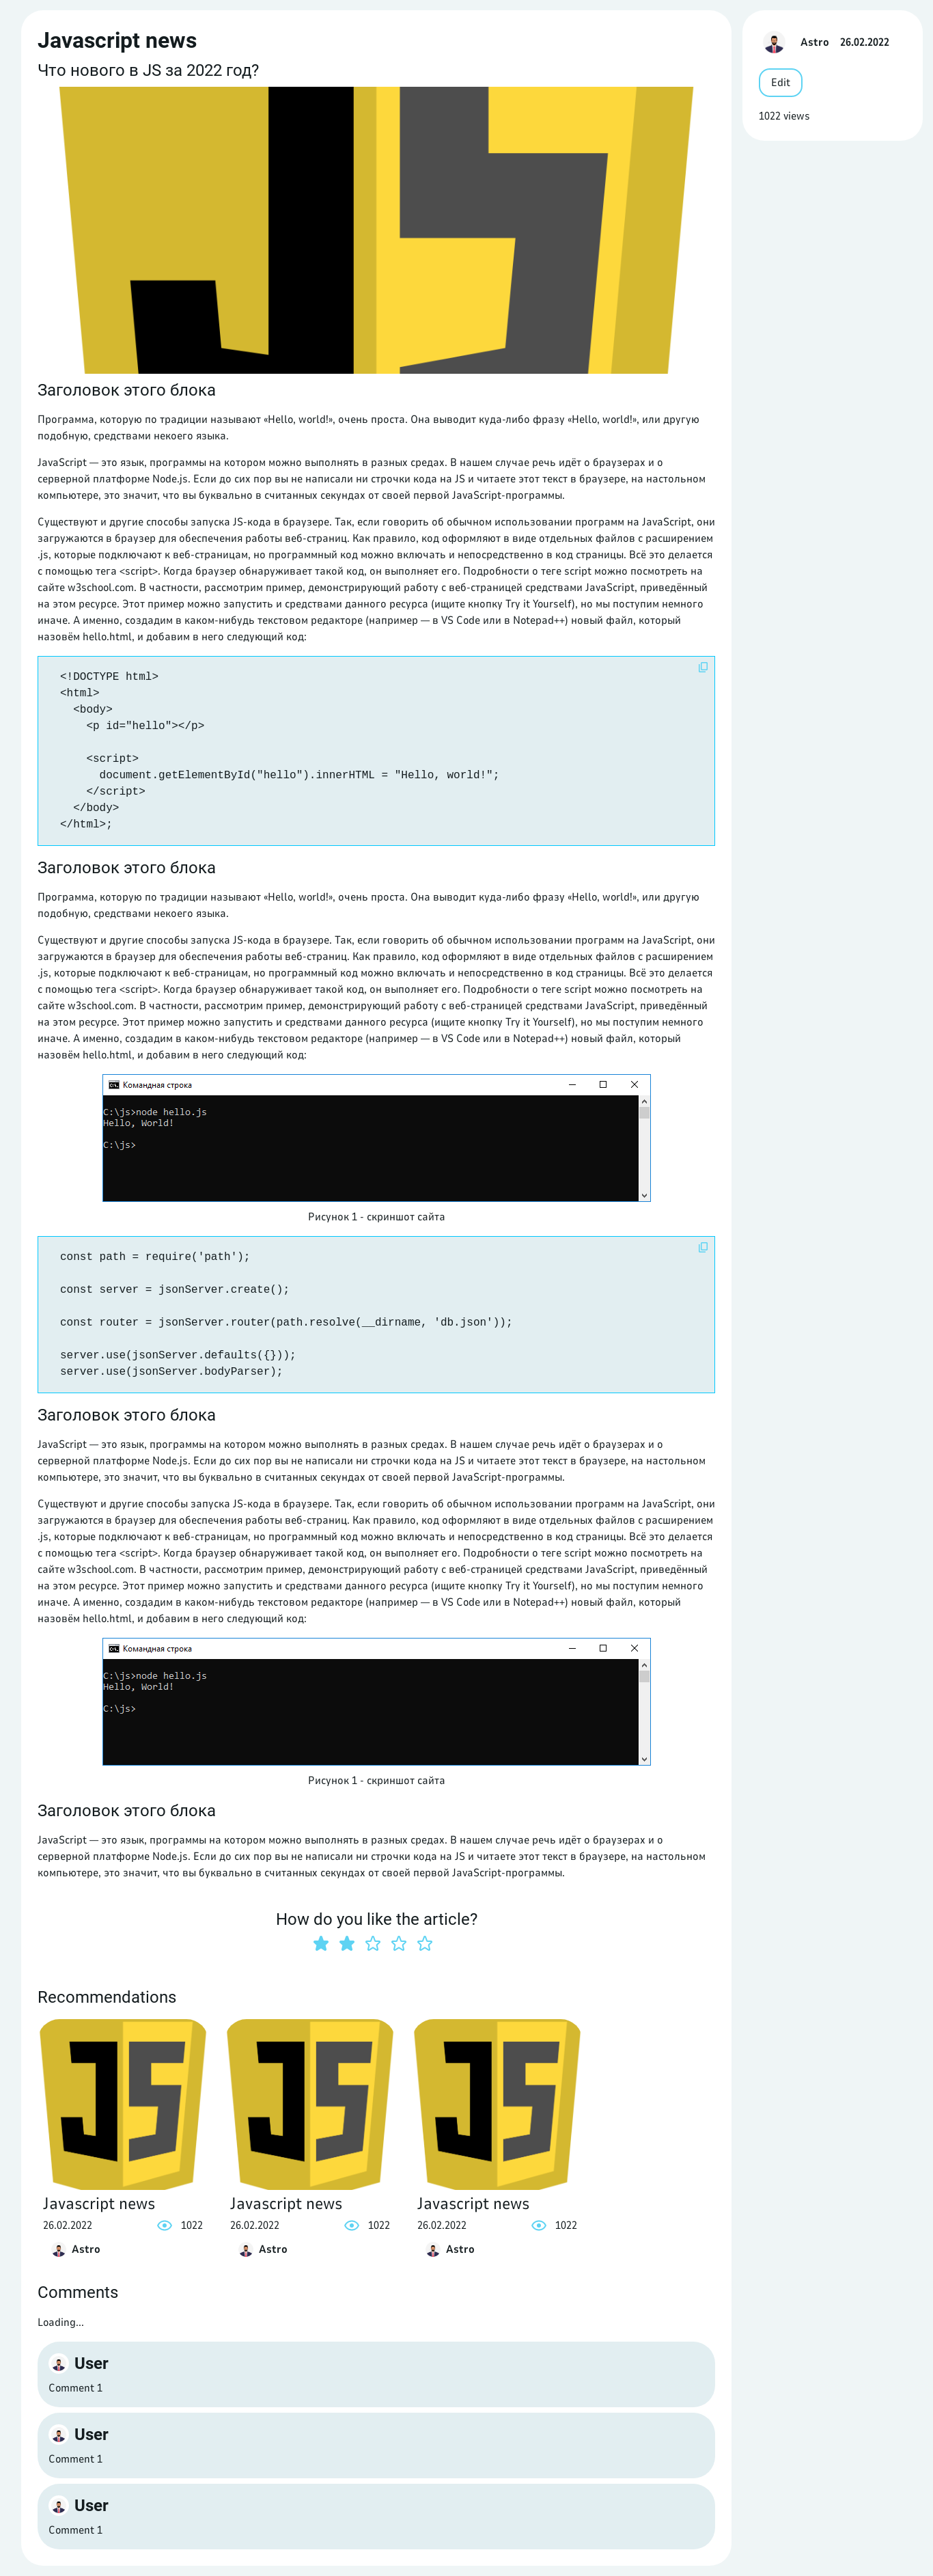 Javascript news
Что нового в JS за 2022 год?
JS
Заголовок этого блока
Программа, которую по традиции называют «Hello, world!», очень проста. Она выводит куда-либо фразу «Hello, world!», или другую
подобную, средствами некоего языка.
JavaScript — это язык, программы на котором можно выполнять в разных средах. В нашем случае речь идёт о браузерах и о
серверной платформе Node.js. Если до сих пор вы не написали ни строчки кода на JS и читаете этот текст в браузере, на настольном
компьютере, это значит, что вы буквально в считанных секундах от своей первой JavaScript-программы.
Существуют и другие способы запуска JS-кода в браузере. Так, если говорить об обычном использовании программ на JavaScript, они
загружаются в браузер для обеспечения работы веб-страниц. Как правило, код оформляют в виде отдельных файлов с расширением
.js, которые подключают к веб-страницам, но программный код можно включать и непосредственно в код страницы. Всё это делается
с помощью тега <script>. Когда браузер обнаруживает такой код, он выполняет его. Подробности о теге script можно посмотреть на
сайте w3school.com. В частности, рассмотрим пример, демонстрирующий работу с веб-страницей средствами JavaScript, приведённый
на этом ресурсе. Этот пример можно запустить и средствами данного ресурса (ищите кнопку Try it Yourself), но мы поступим немного
иначе. А именно, создадим в каком-нибудь текстовом редакторе (например — в VS Code или в Notepad++) новый файл, который
назовём hello.html, и добавим в него следующий код:
<!DOCTYPE html>
<html>
  <body>
    <p id="hello"></p>
    <script>
      document.getElementById("hello").innerHTML = "Hello, world!";
    </script>
  </body>
</html>;
Заголовок этого блока
Программа, которую по традиции называют «Hello, world!», очень проста. Она выводит куда-либо фразу «Hello, world!», или другую
подобную, средствами некоего языка.
Существуют и другие способы запуска JS-кода в браузере. Так, если говорить об обычном использовании программ на JavaScript, они
загружаются в браузер для обеспечения работы веб-страниц. Как правило, код оформляют в виде отдельных файлов с расширением
.js, которые подключают к веб-страницам, но программный код можно включать и непосредственно в код страницы. Всё это делается
с помощью тега <script>. Когда браузер обнаруживает такой код, он выполняет его. Подробности о теге script можно посмотреть на
сайте w3school.com. В частности, рассмотрим пример, демонстрирующий работу с веб-страницей средствами JavaScript, приведённый
на этом ресурсе. Этот пример можно запустить и средствами данного ресурса (ищите кнопку Try it Yourself), но мы поступим немного
иначе. А именно, создадим в каком-нибудь текстовом редакторе (например — в VS Code или в Notepad++) новый файл, который
назовём hello.html, и добавим в него следующий код:
Командная строка
C:\js>node hello.js
Hello, World!
C:\js>
Рисунок 1 - скриншот сайта
const path = require('path');
const server = jsonServer.create();
const router = jsonServer.router(path.resolve(__dirname, 'db.json'));
server.use(jsonServer.defaults({}));
server.use(jsonServer.bodyParser);
Заголовок этого блока
JavaScript — это язык, программы на котором можно выполнять в разных средах. В нашем случае речь идёт о браузерах и о
серверной платформе Node.js. Если до сих пор вы не написали ни строчки кода на JS и читаете этот текст в браузере, на настольном
компьютере, это значит, что вы буквально в считанных секундах от своей первой JavaScript-программы.
Существуют и другие способы запуска JS-кода в браузере. Так, если говорить об обычном использовании программ на JavaScript, они
загружаются в браузер для обеспечения работы веб-страниц. Как правило, код оформляют в виде отдельных файлов с расширением
.js, которые подключают к веб-страницам, но программный код можно включать и непосредственно в код страницы. Всё это делается
с помощью тега <script>. Когда браузер обнаруживает такой код, он выполняет его. Подробности о теге script можно посмотреть на
сайте w3school.com. В частности, рассмотрим пример, демонстрирующий работу с веб-страницей средствами JavaScript, приведённый
на этом ресурсе. Этот пример можно запустить и средствами данного ресурса (ищите кнопку Try it Yourself), но мы поступим немного
иначе. А именно, создадим в каком-нибудь текстовом редакторе (например — в VS Code или в Notepad++) новый файл, который
назовём hello.html, и добавим в него следующий код:
Командная строка
C:\js>node hello.js
Hello, World!
C:\js>
Рисунок 1 - скриншот сайта
Заголовок этого блока
JavaScript — это язык, программы на котором можно выполнять в разных средах. В нашем случае речь идёт о браузерах и о
серверной платформе Node.js. Если до сих пор вы не написали ни строчки кода на JS и читаете этот текст в браузере, на настольном
компьютере, это значит, что вы буквально в считанных секундах от своей первой JavaScript-программы.
How do you like the article?
Recommendations
JS JS JS
Javascript news Javascript news Javascript news
26.02.2022 1022 26.02.2022 1022 26.02.2022 1022
Astro Astro Astro
Comments
Loading...
User
Comment 1
User
Comment 1
User
Comment 1
Astro 26.02.2022
Edit
1022 views